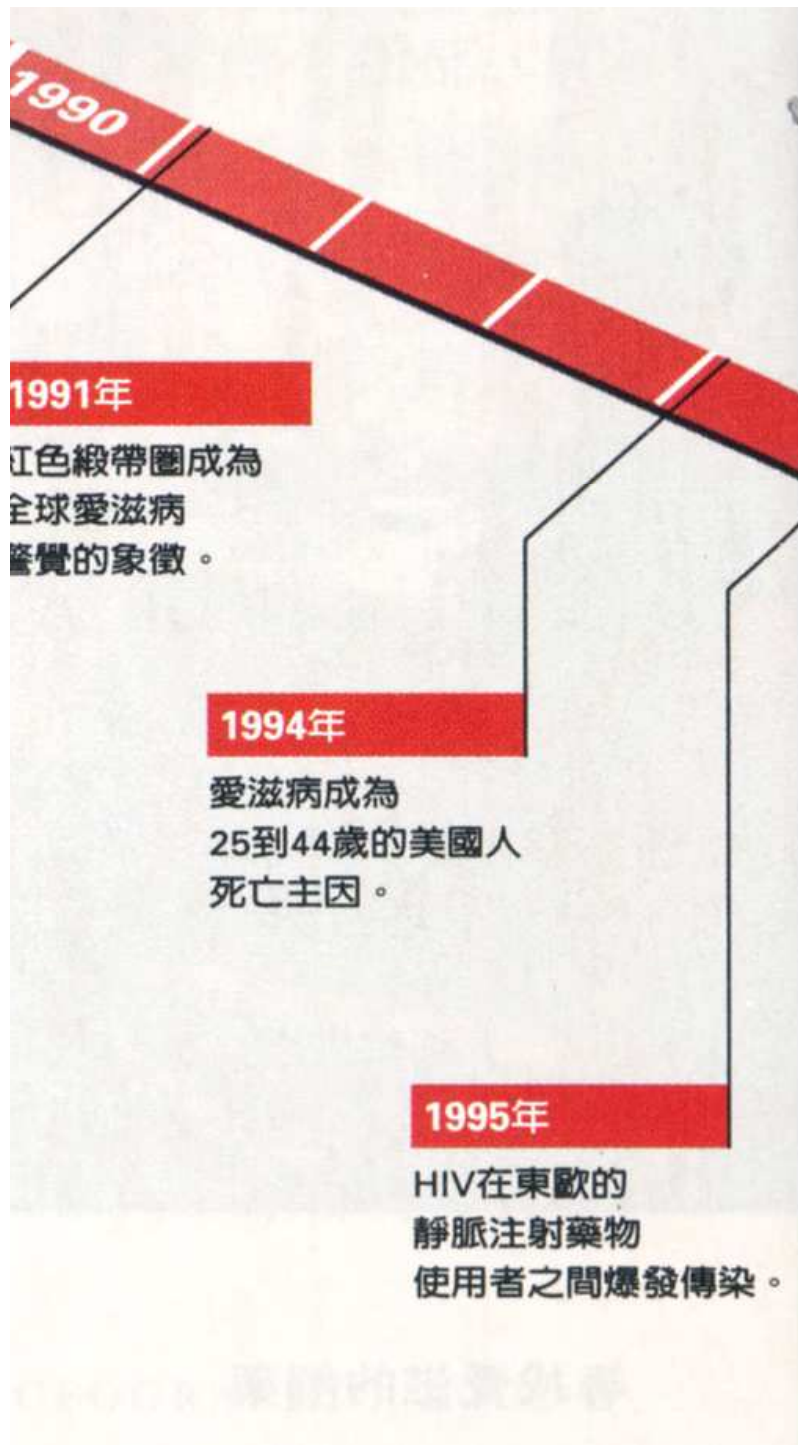 1990
1991年
紅色緞帶圈成為
全球愛滋病
警覺的象徵。
1994年
愛滋病成為
25到44歲的美國人
死亡主因。
1995年
HIV在東歐的
靜脈注射藥物
使用者之間爆發傳染。